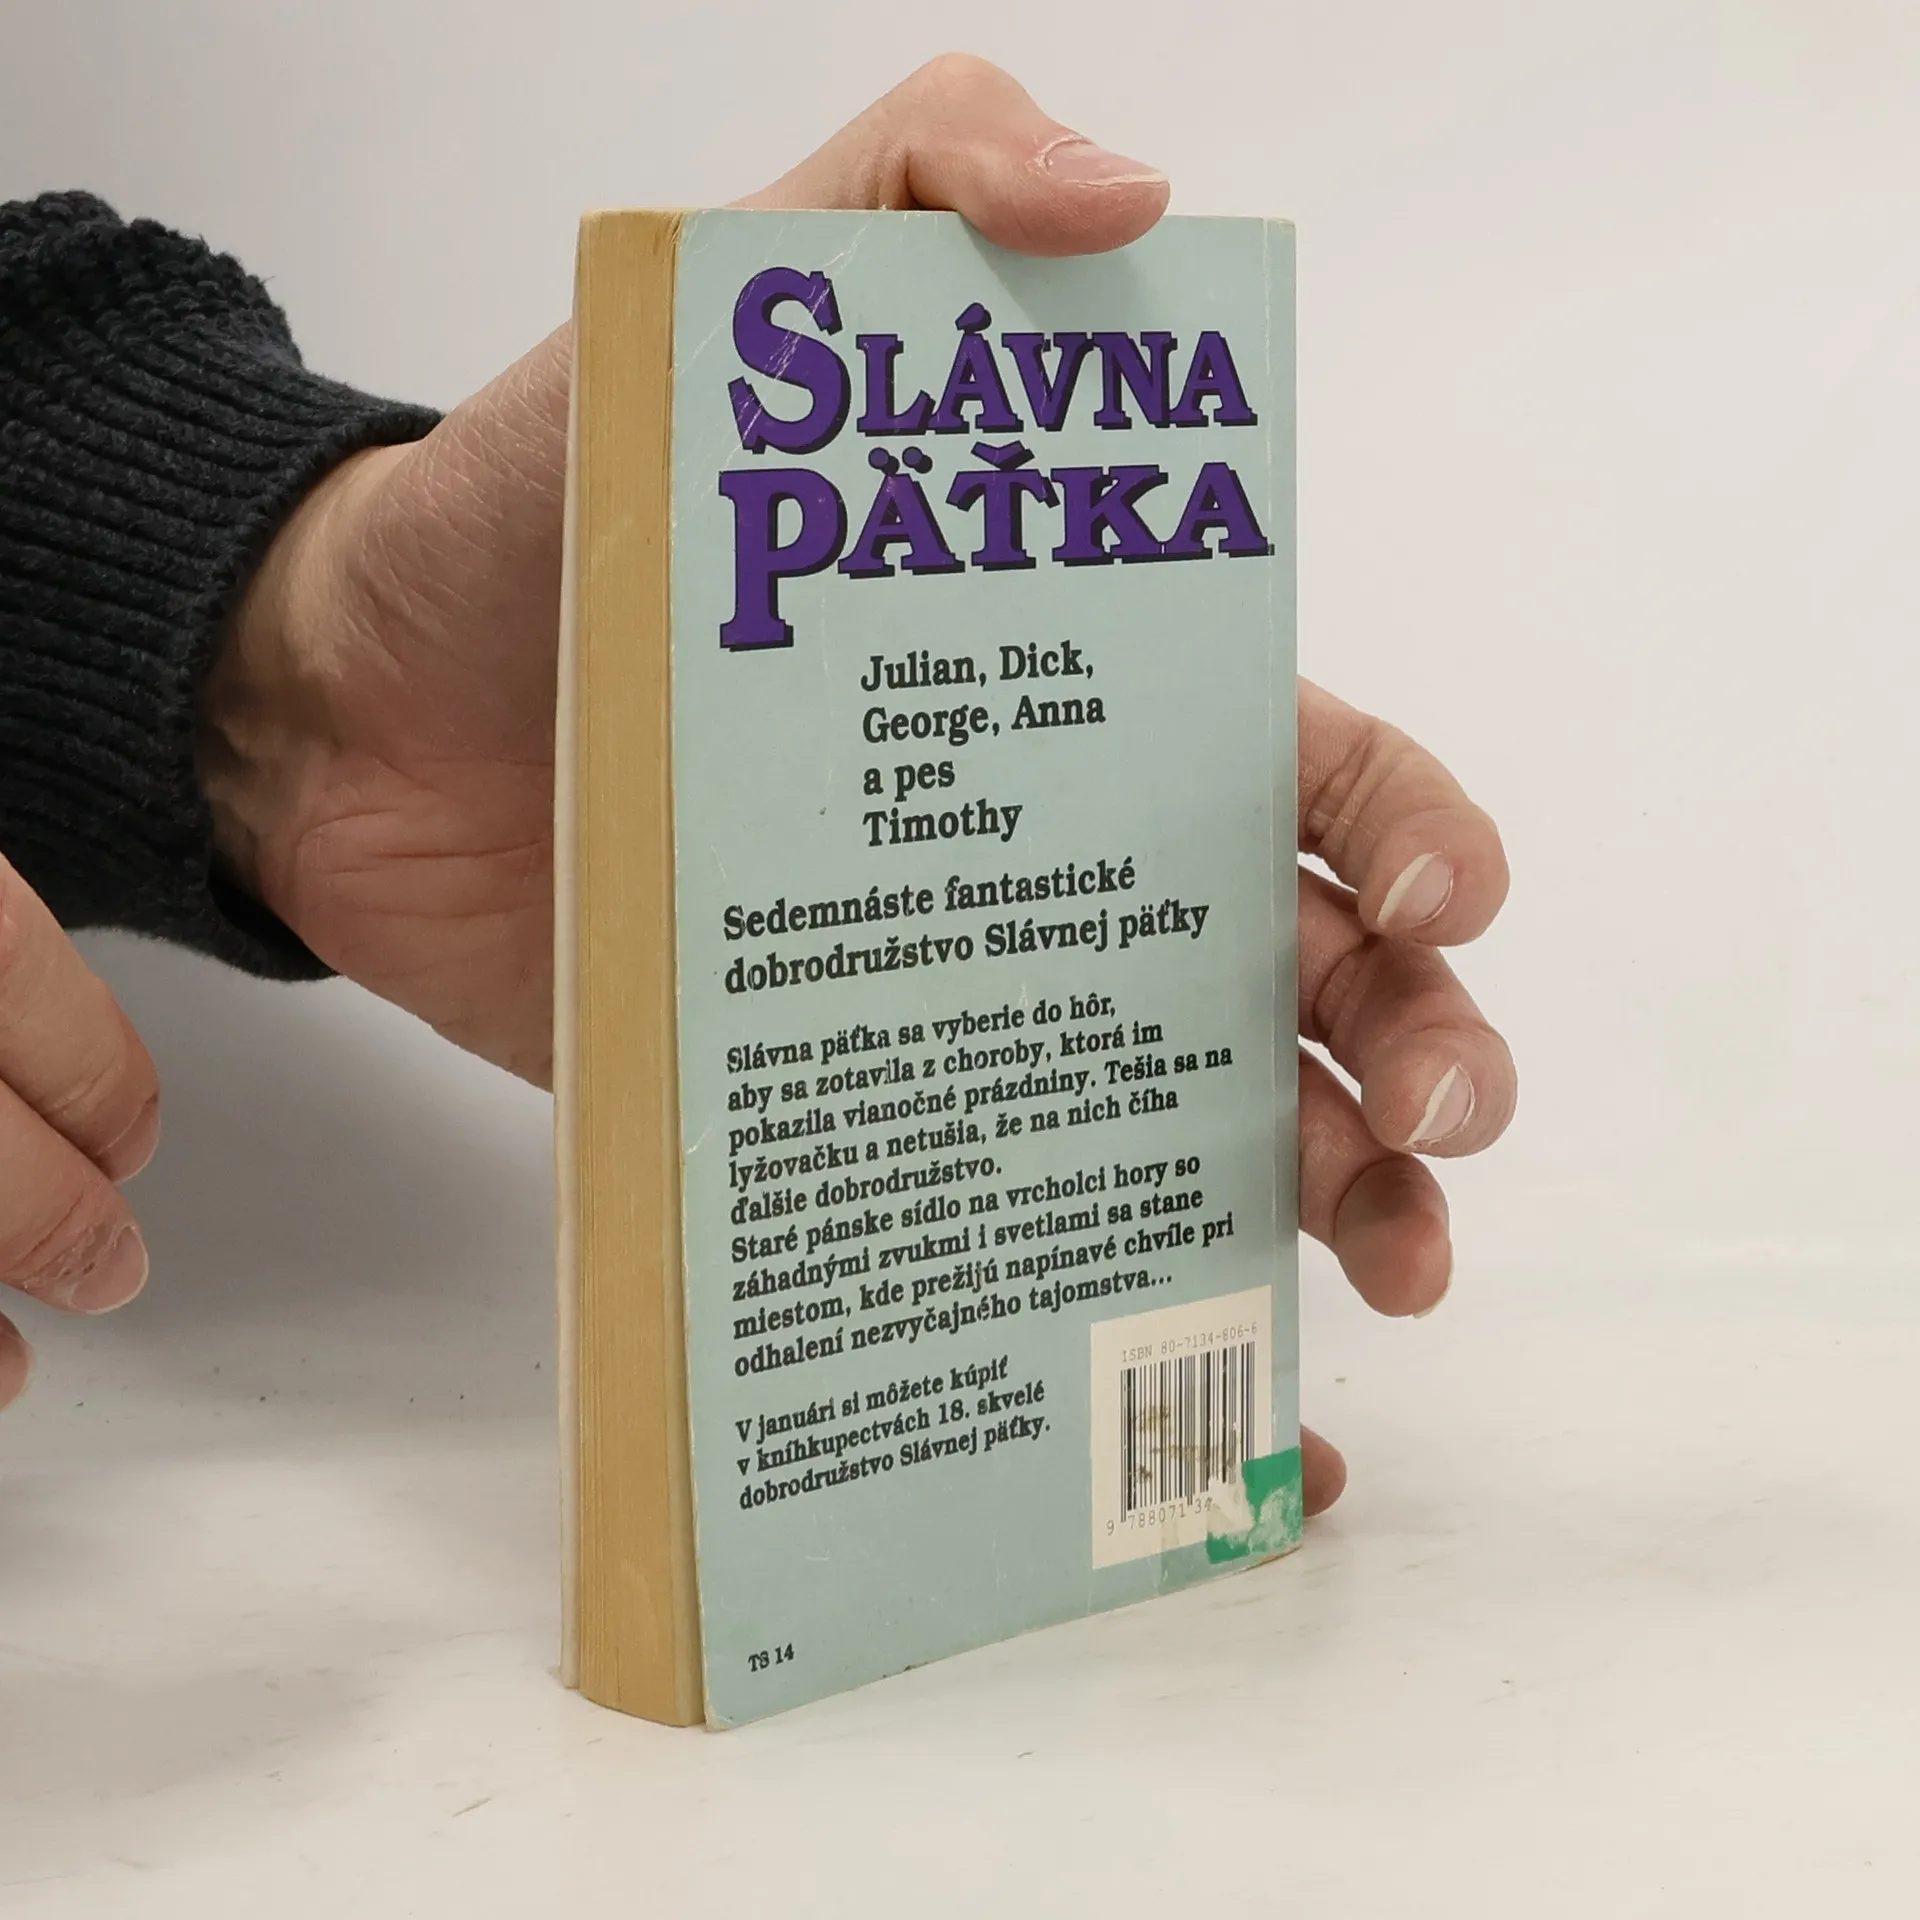 SLÁVNA
PÄŤKA
Julian, Dick,
George, Anna
a pes
Timothy
Sedemnáste fantastické
dobrodružstvo Slávnej päťky
Slávna päťka sa vyberie do hôr,
aby sa zotavila z choroby, ktorá im
pokazila vianočné prázdniny. Tešia sa na
lyžovačku a netušia, že na nich číha
ďalšie dobrodružstvo.
Staré pánske sídlo na vrcholci hory so
záhadnými zvukmi i svetlami sa stane
miestom, kde prežijú napínavé chvíle pri
odhalení nezvyčajného tajomstva...
V januári si môžete kúpiť
v kníhkupectvách 18. skvelé
dobrodružstvo Slávnej päťky.
ISBN 80-7134-806-6
9 788071 34
TS 14